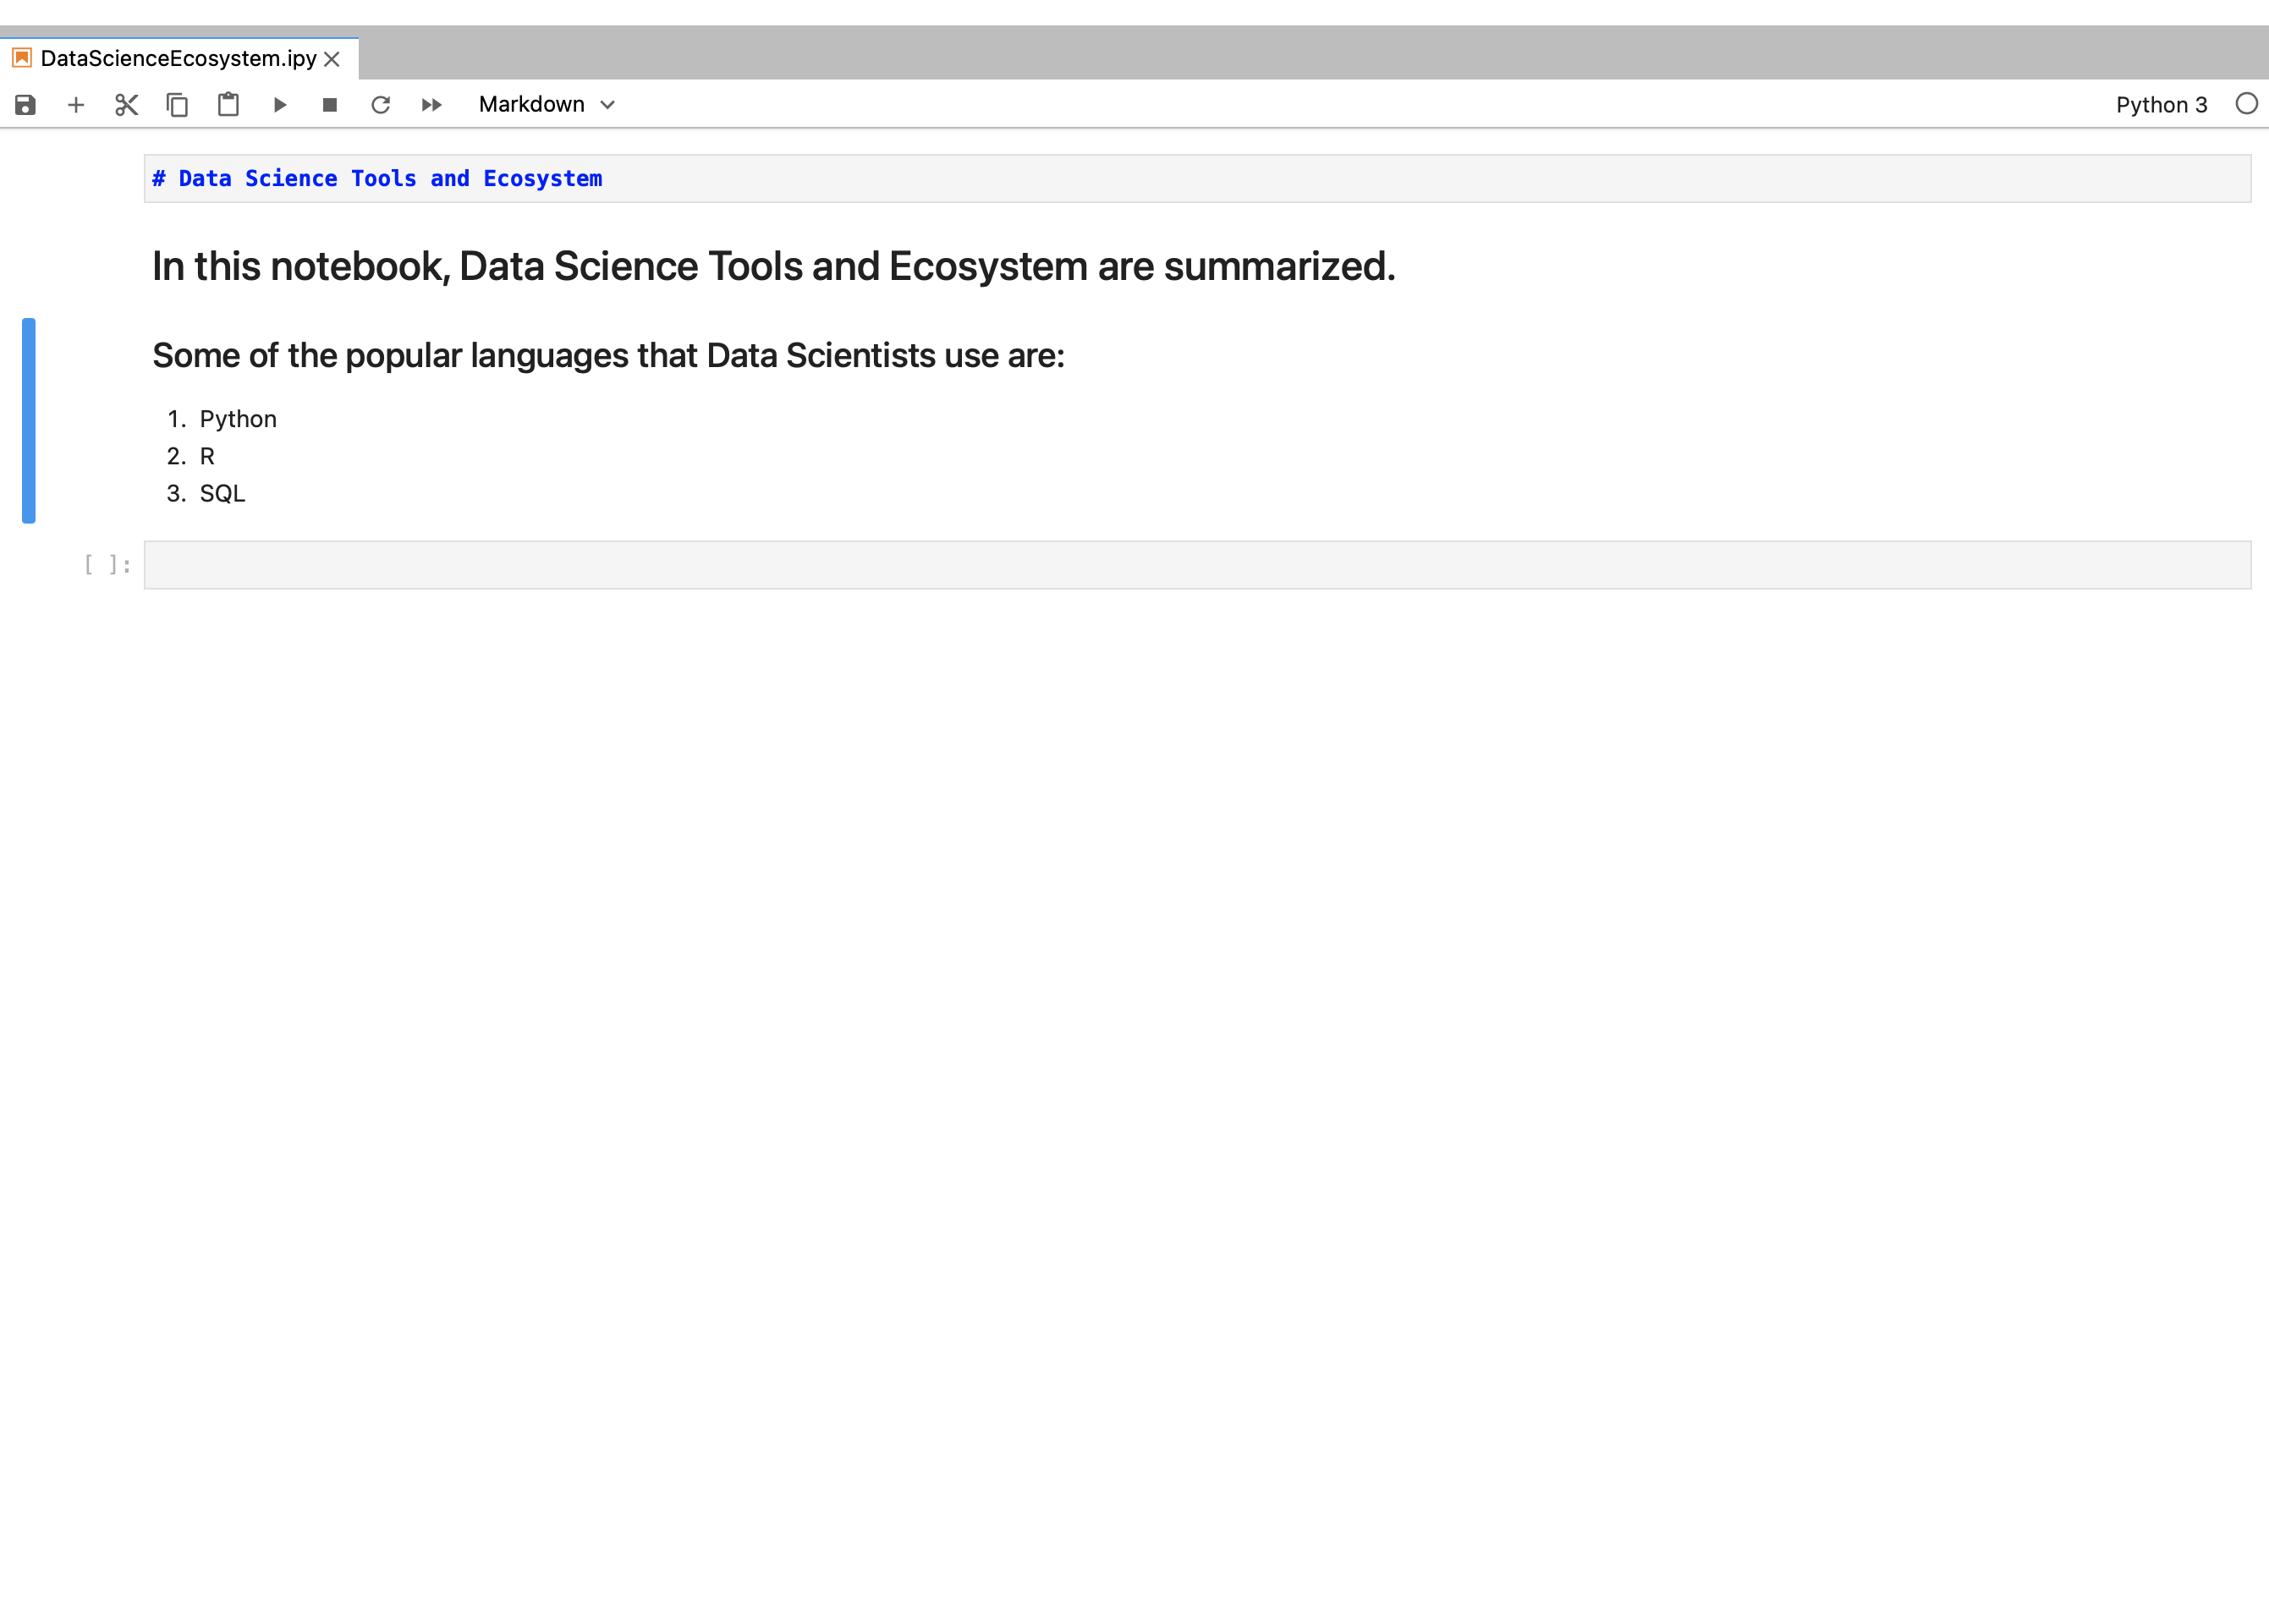 DataScienceEcosystem.ipy
Markdown
Python 3
# Data Science Tools and Ecosystem
In this notebook, Data Science Tools and Ecosystem are summarized.
Some of the popular languages that Data Scientists use are:
1. Python
2. R
3. SQL
[ ]: